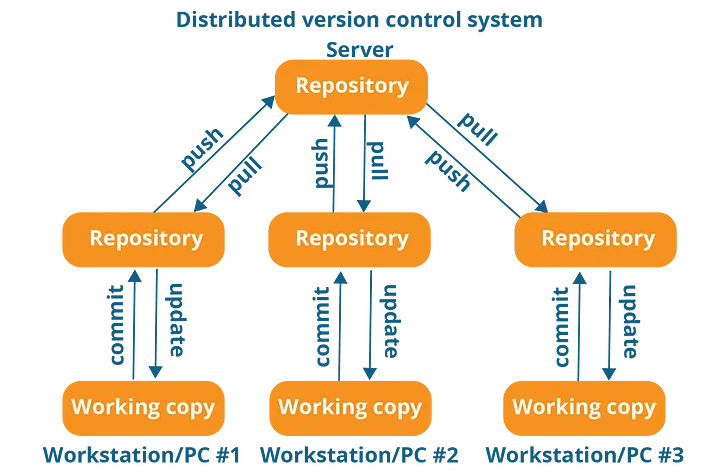 Distributed version control system
Server
Repository
push
pull
push
pull
push
pull
Repository
Repository
Repository
commit
update
commit
update
commit
update
Working copy
Working copy
Working copy
Workstation/PC #1
Workstation/PC #2
Workstation/PC #3